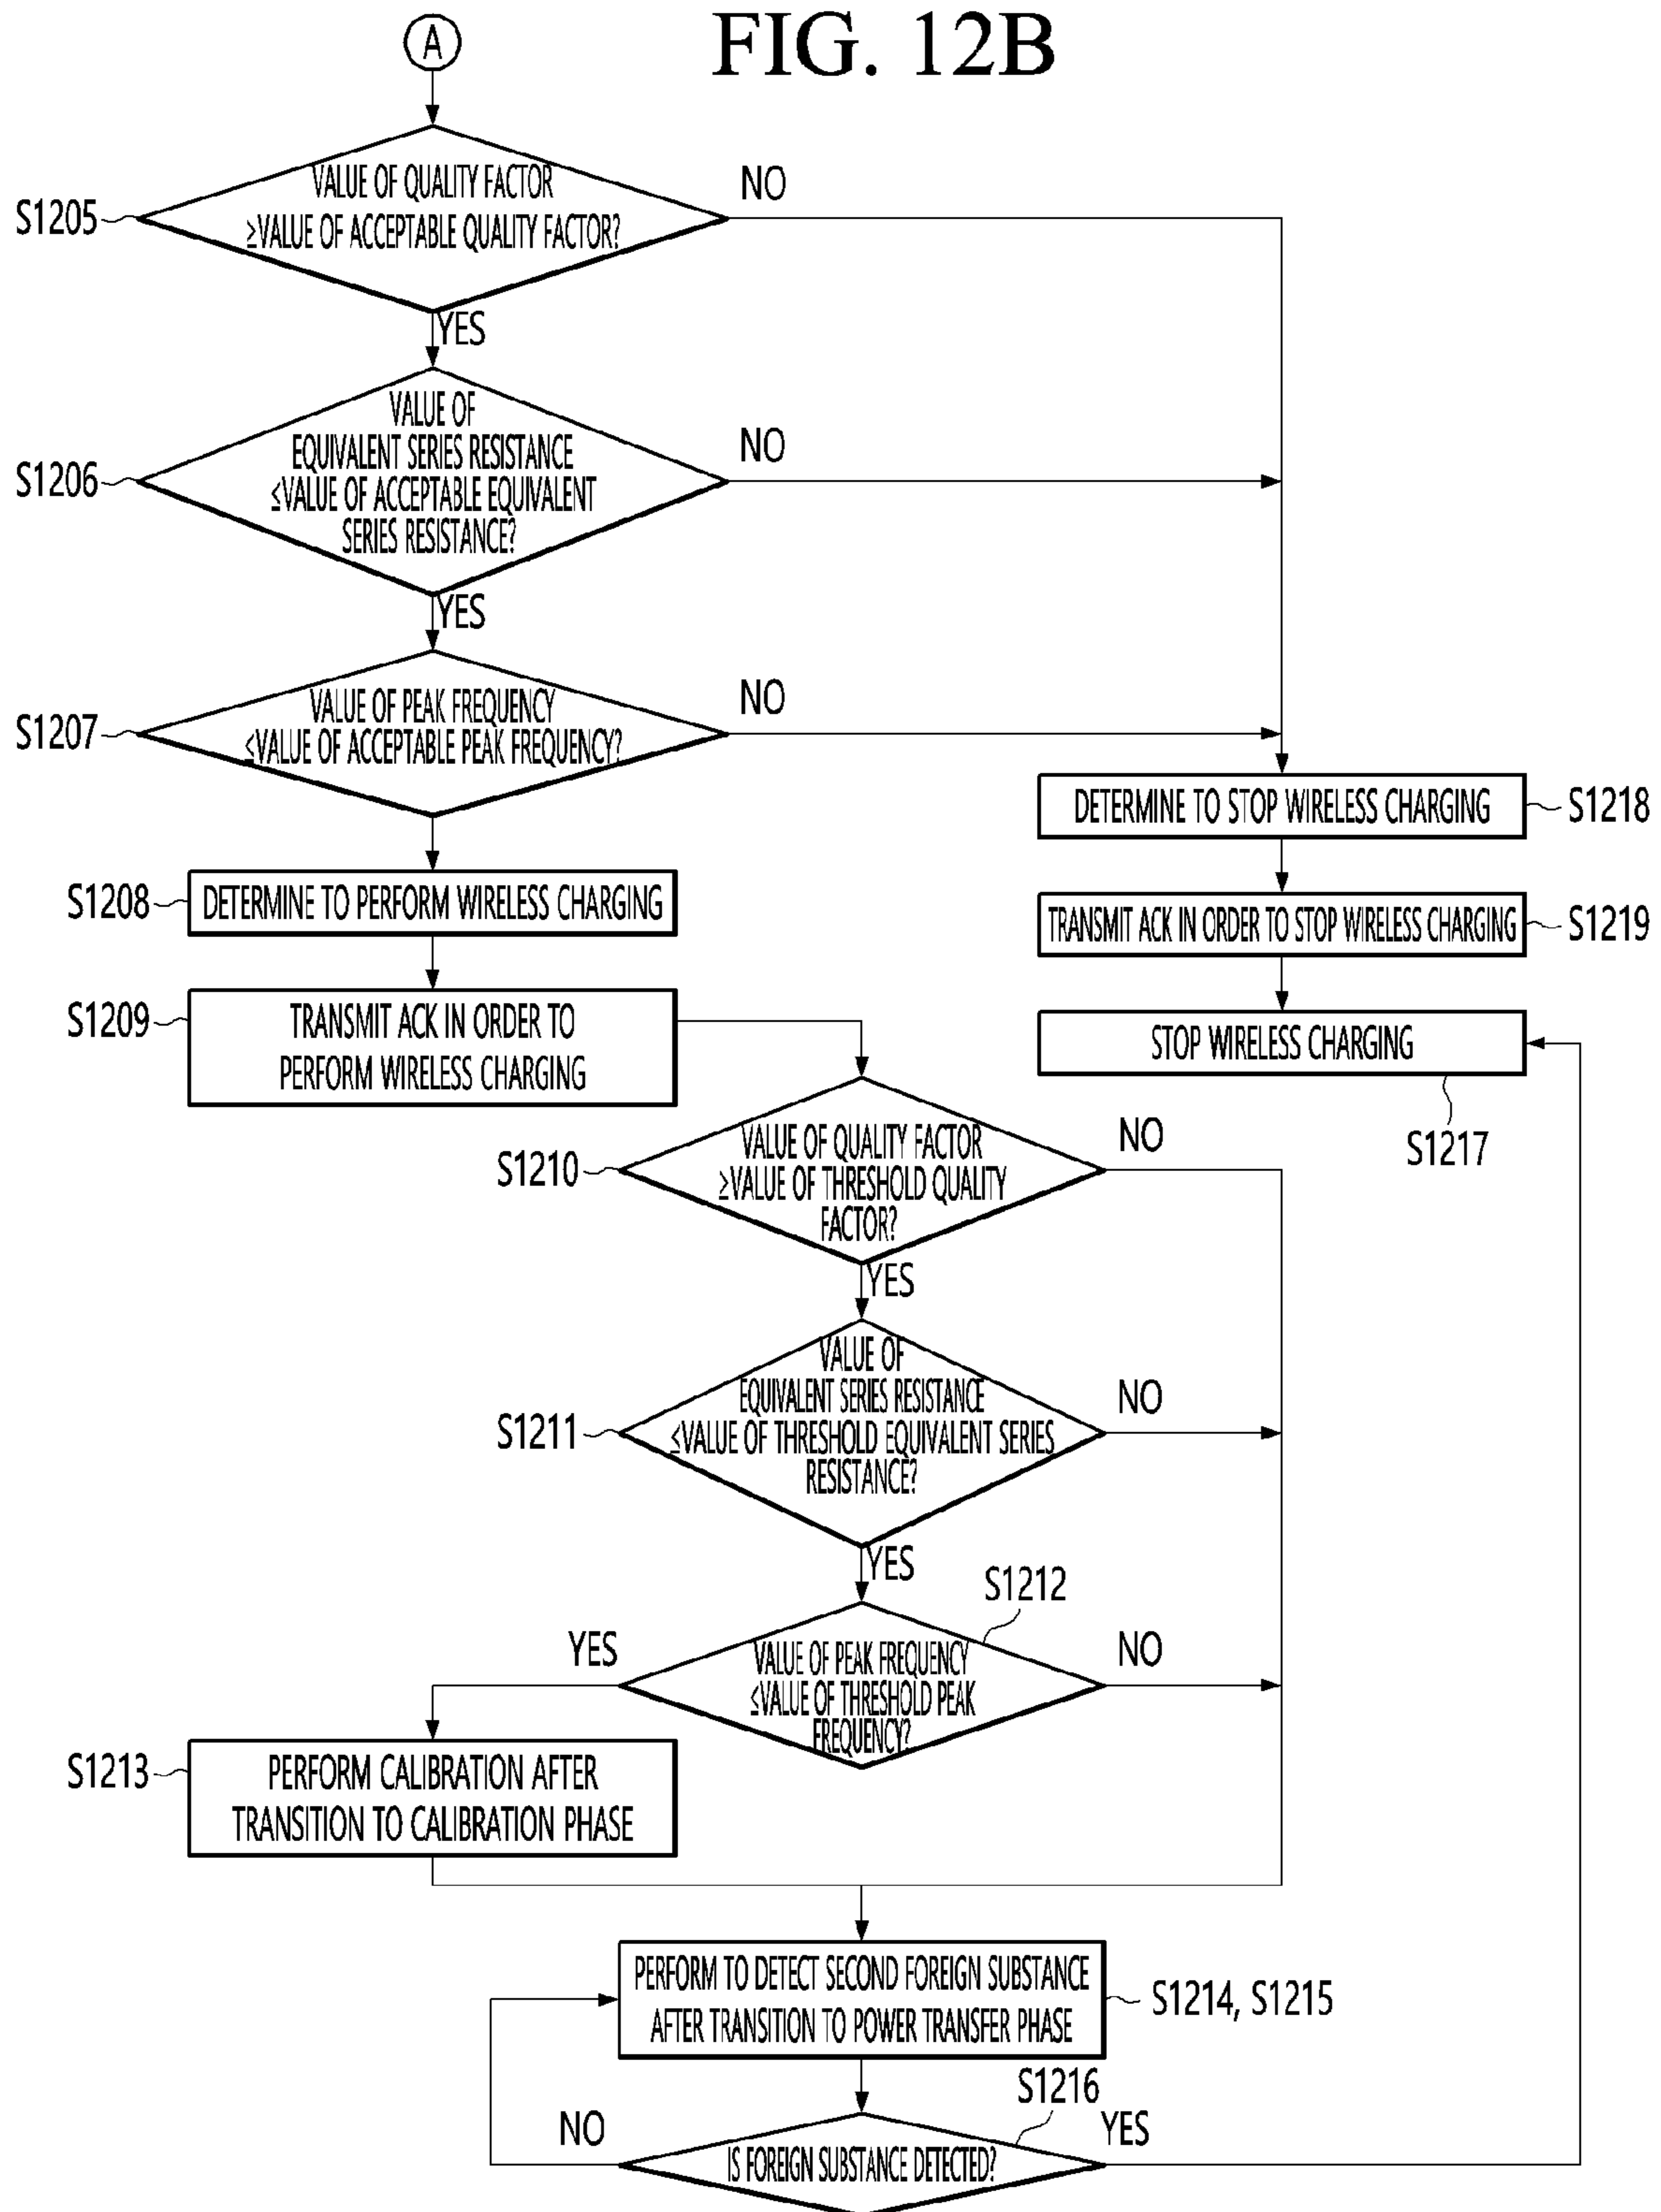 FIG. 12B
A
S1205
VALUE OF QUALITY FACTOR
≥VALUE OF ACCEPTABLE QUALITY FACTOR?
NO
YES
S1206
VALUE OF
EQUIVALENT SERIES RESISTANCE
≤VALUE OF ACCEPTABLE EQUIVALENT
SERIES RESISTANCE?
NO
YES
S1207
VALUE OF PEAK FREQUENCY
≤VALUE OF ACCEPTABLE PEAK FREQUENCY?
NO
DETERMINE TO STOP WIRELESS CHARGING
S1218
S1208
DETERMINE TO PERFORM WIRELESS CHARGING
TRANSMIT ACK IN ORDER TO STOP WIRELESS CHARGING
S1219
S1209
TRANSMIT ACK IN ORDER TO
PERFORM WIRELESS CHARGING
STOP WIRELESS CHARGING
S1217
S1210
VALUE OF QUALITY FACTOR
≥VALUE OF THRESHOLD QUALITY
FACTOR?
NO
YES
S1211
VALUE OF
EQUIVALENT SERIES RESISTANCE
≤VALUE OF THRESHOLD EQUIVALENT SERIES
RESISTANCE?
NO
YES
S1212
YES
VALUE OF PEAK FREQUENCY
≤VALUE OF THRESHOLD PEAK
FREQUENCY?
NO
S1213
PERFORM CALIBRATION AFTER
TRANSITION TO CALIBRATION PHASE
PERFORM TO DETECT SECOND FOREIGN SUBSTANCE
AFTER TRANSITION TO POWER TRANSFER PHASE
S1214, S1215
S1216
NO
IS FOREIGN SUBSTANCE DETECTED?
YES